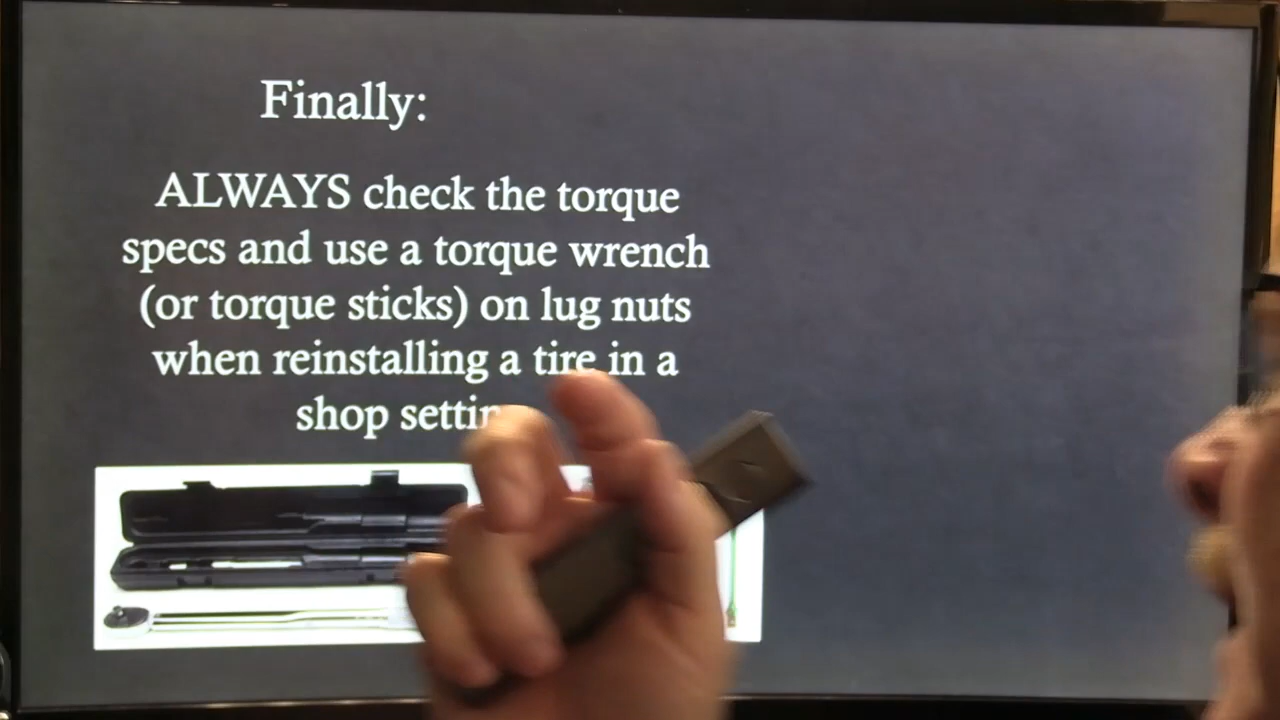 Finally:
ALWAYS check the torque
specs and use a torque wrench
(or torque sticks) on lug nuts
when reinstalling a tire in a
shop